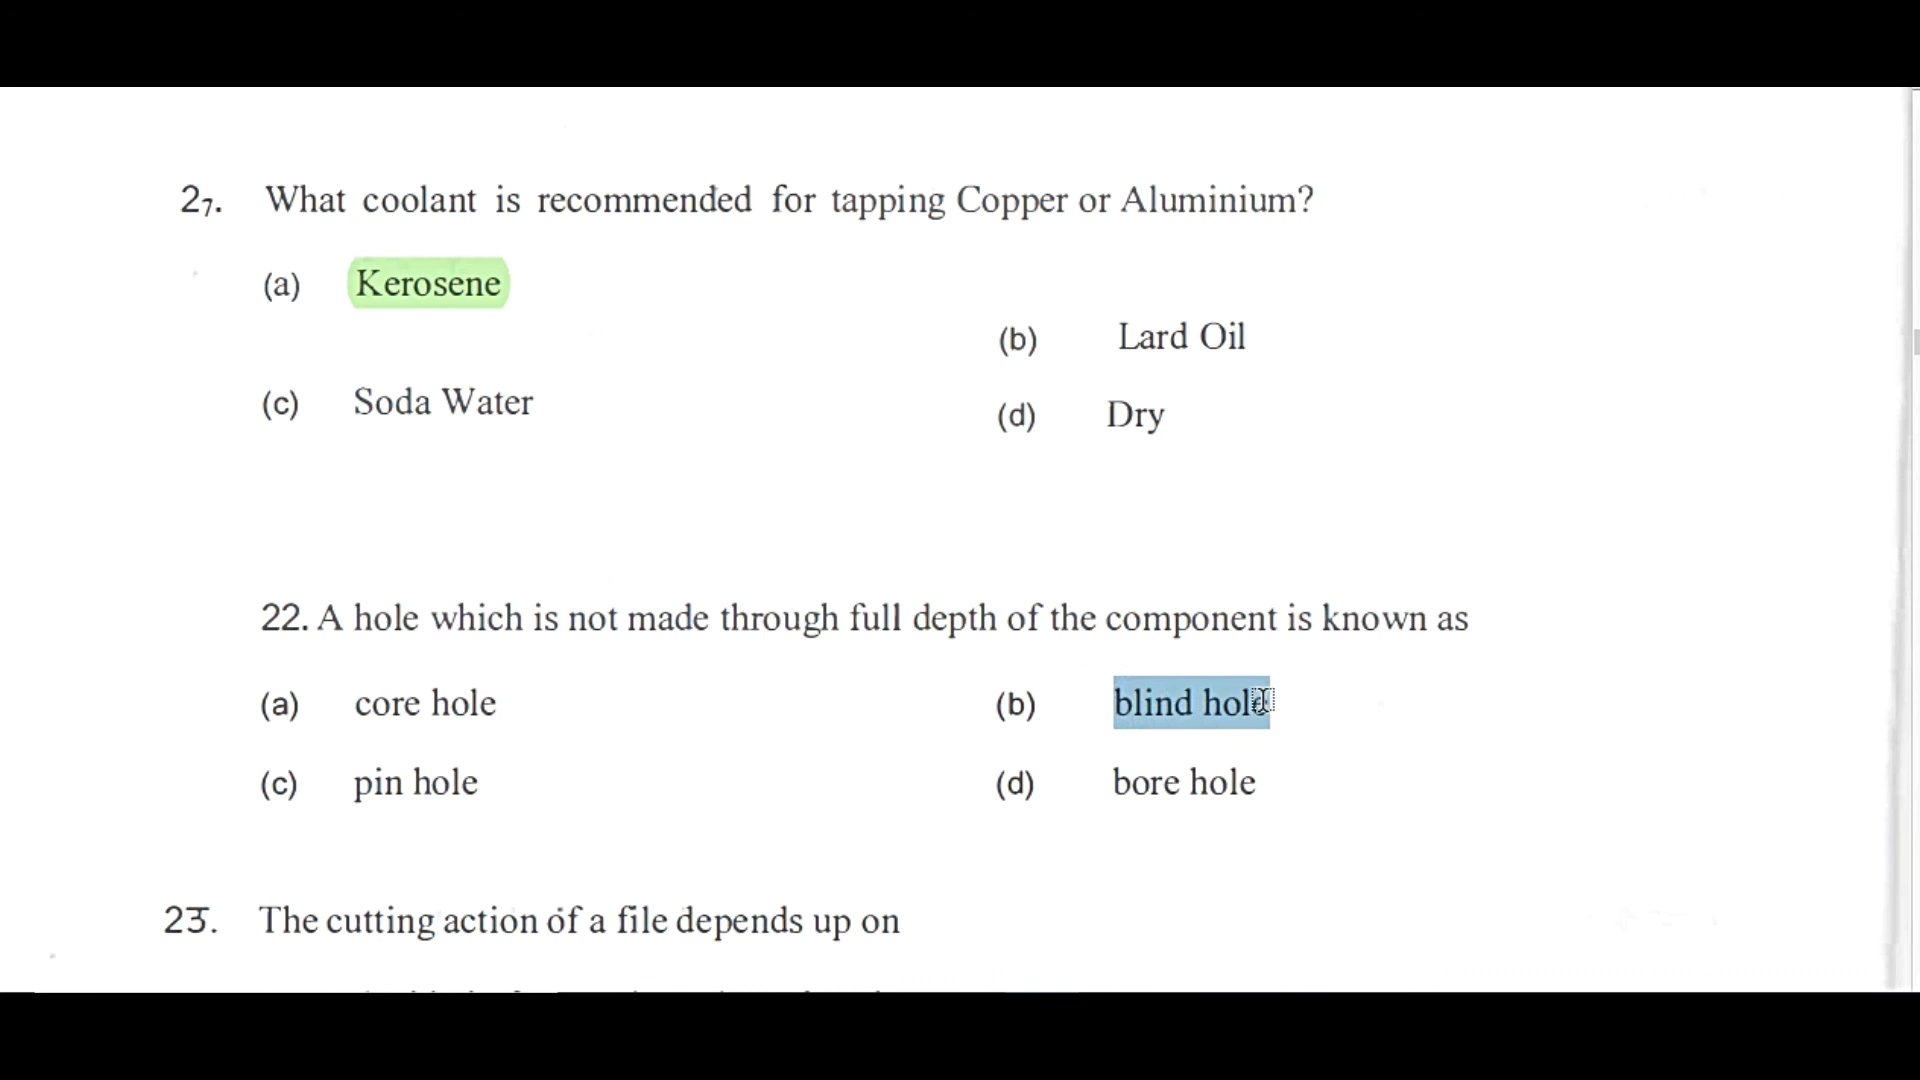 27. What coolant is recommended for tapping Copper or Aluminium?
(a) Kerosene
(b) Lard Oil
(c) Soda Water
(d) Dry
22. A hole which is not made through full depth of the component is known as
(a) core hole (b) blind hole
(c) pin hole (d) bore hole
23. The cutting action of a file depends up on